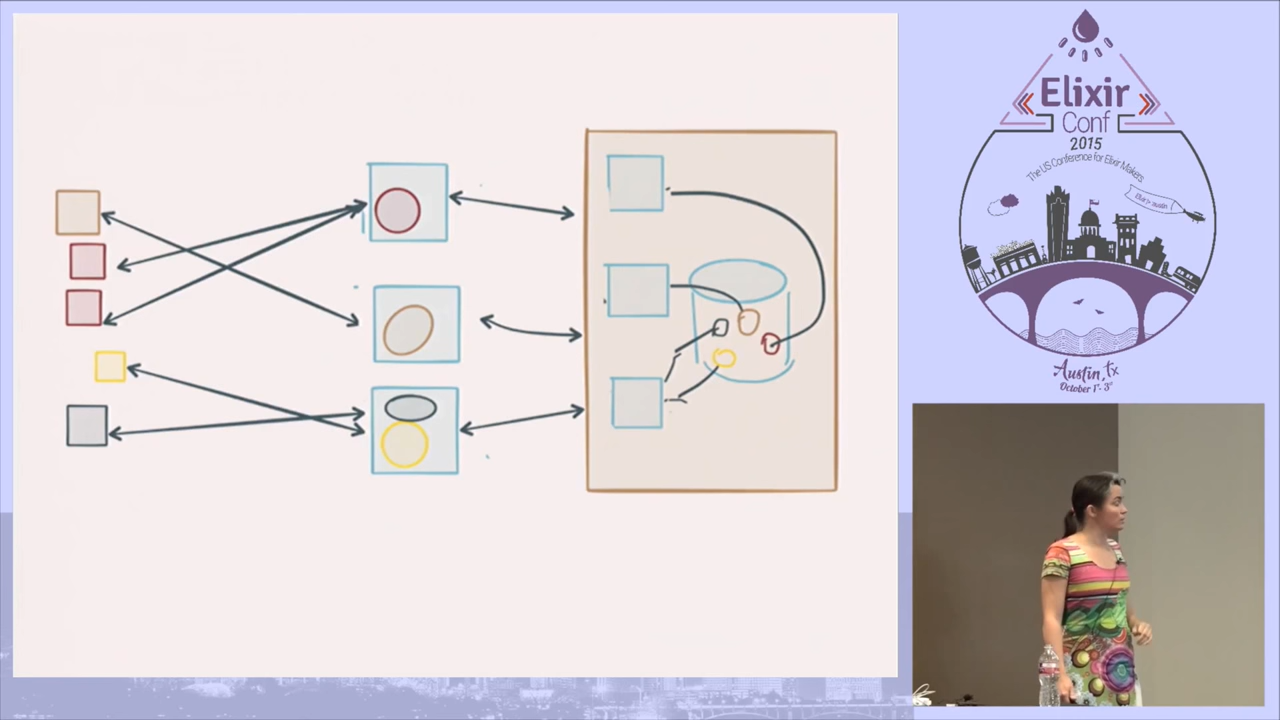 Elixir
Conf
2015
The US Conference for Elixir Makers
Austin, Tx
October 1st - 3rd